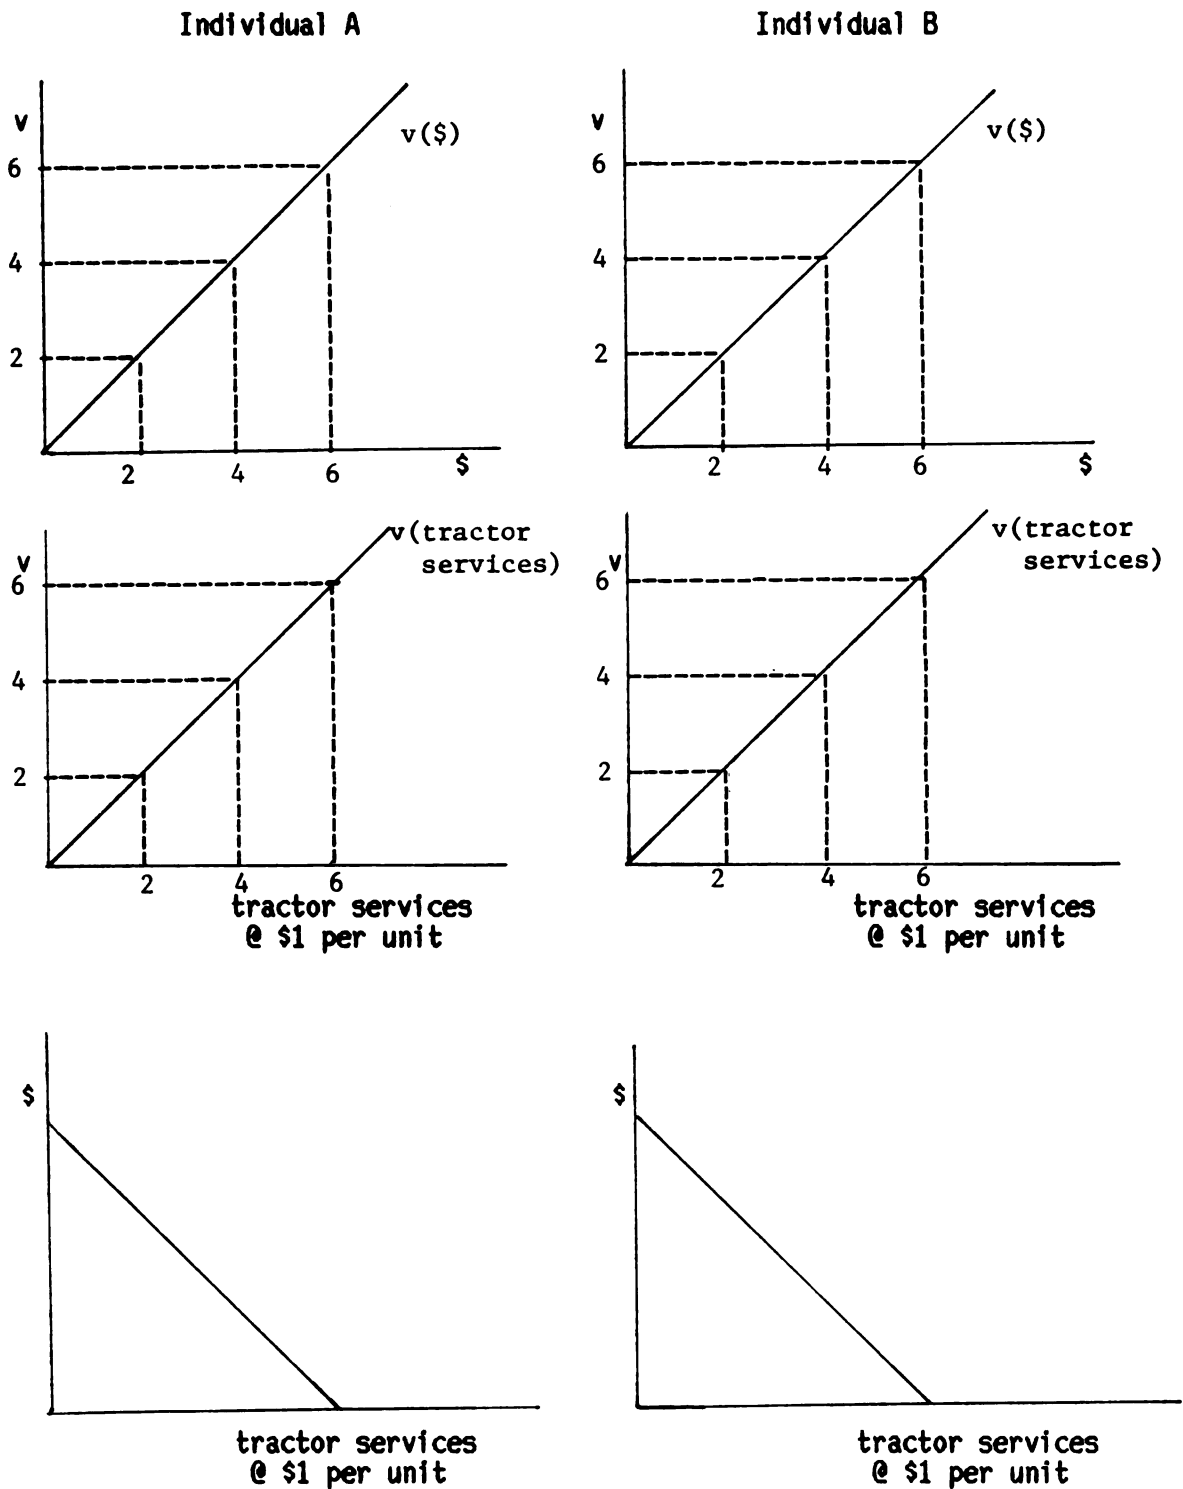 Individual A
Individual B
v
v($)
6
4
2
2 4 6 $
v
v($)
6
4
2
2 4 6 $
v
v(tractor
services)
6
4
2
2 4 6
tractor services
@ $1 per unit
v
v(tractor
services)
6
4
2
2 4 6
tractor services
@ $1 per unit
$
tractor services
@ $1 per unit
$
tractor services
@ $1 per unit